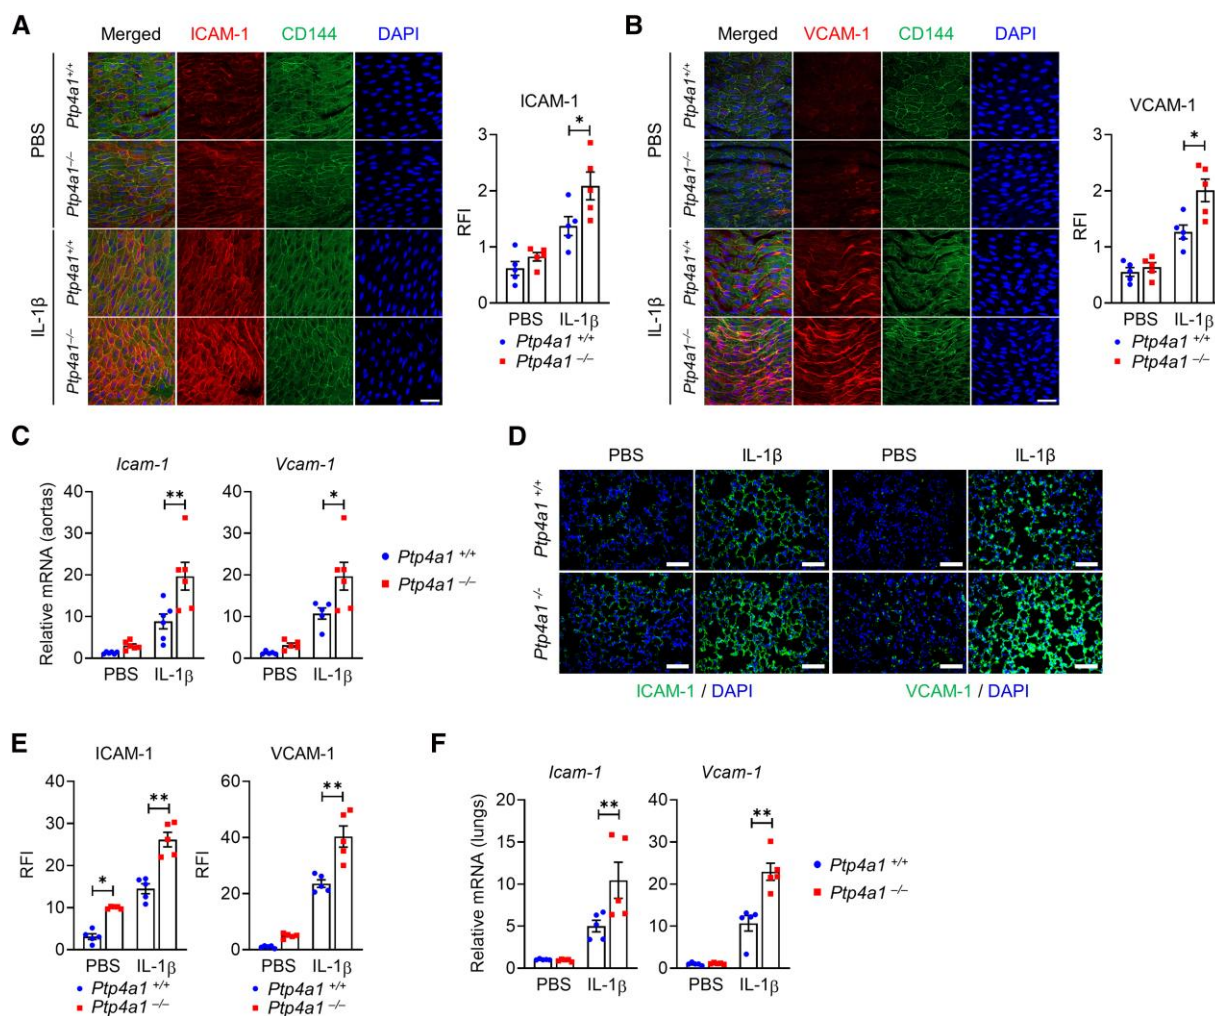 A
Merged ICAM-1 CD144 DAPI
PBS
Ptp4a1+/+
Ptp4a1−/−
IL-1β
Ptp4a1+/+
Ptp4a1−/−
ICAM-1
RFI
3
2
1
0
*
PBS IL-1β
Ptp4a1 +/+
Ptp4a1 −/−
B
Merged VCAM-1 CD144 DAPI
PBS
Ptp4a1+/+
Ptp4a1−/−
IL-1β
Ptp4a1+/+
Ptp4a1−/−
VCAM-1
RFI
3
2
1
0
*
PBS IL-1β
Ptp4a1 +/+
Ptp4a1 −/−
C
Icam-1
Relative mRNA (aortas)
40
30
20
10
0
**
PBS IL-1β
Vcam-1
40
30
20
10
0
*
PBS IL-1β
Ptp4a1 +/+
Ptp4a1 −/−
D
PBS IL-1β PBS IL-1β
Ptp4a1 +/+
Ptp4a1 -/-
ICAM-1 / DAPI VCAM-1 / DAPI
E
ICAM-1
RFI
40
30
20
10
0
*
**
PBS IL-1β
Ptp4a1 +/+
Ptp4a1 −/−
VCAM-1
RFI
60
40
20
0
**
PBS IL-1β
Ptp4a1 +/+
Ptp4a1 −/−
F
Icam-1
Relative mRNA (lungs)
20
15
10
5
0
**
PBS IL-1β
Vcam-1
40
30
20
10
0
**
PBS IL-1β
Ptp4a1 +/+
Ptp4a1 −/−